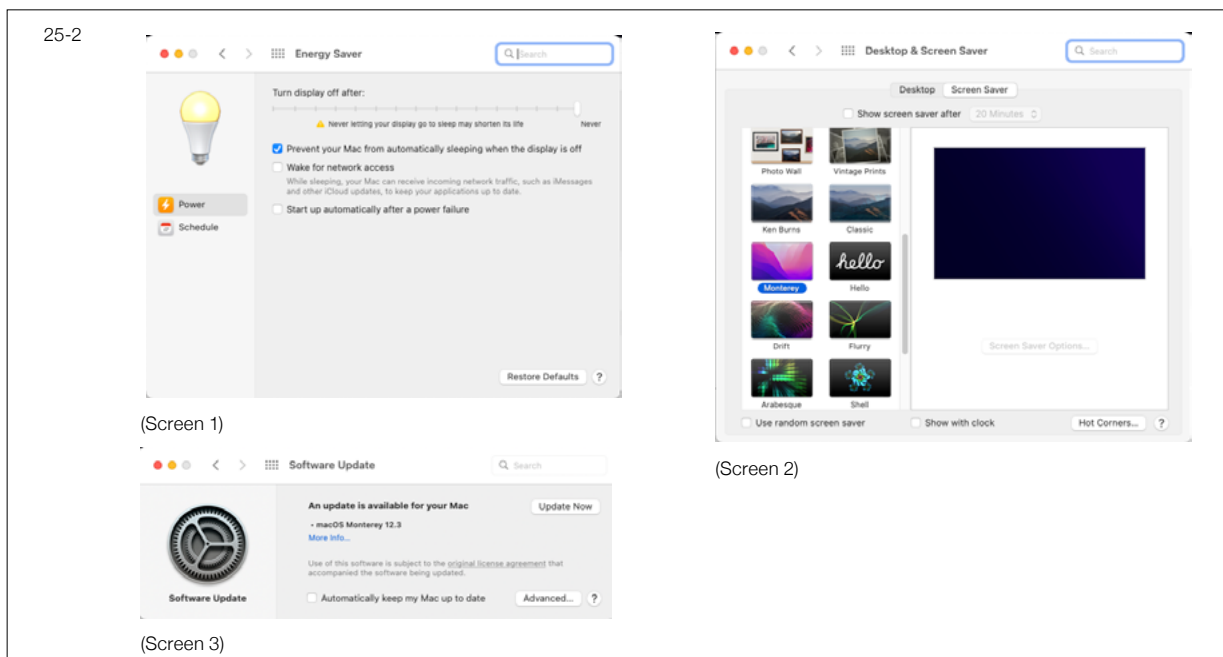 25-2
Energy Saver
Search
Turn display off after:
Never letting your display go to sleep may shorten its life
Never
Prevent your Mac from automatically sleeping when the display is off
Wake for network access
While sleeping, your Mac can receive incoming network traffic, such as iMessages
and other iCloud updates, to keep your applications up to date.
Start up automatically after a power failure
Power
Schedule
Restore Defaults ?
(Screen 1)
Desktop & Screen Saver
Search
Desktop Screen Saver
Show screen saver after 20 Minutes
Photo Wall Vintage Prints
Ken Burns Classic
hello
Monterey Hello
Drift Flurry
Screen Saver Options...
Arabesque Shell
Use random screen saver Show with clock Hot Corners... ?
(Screen 2)
Software Update
Search
An update is available for your Mac Update Now
• macOS Monterey 12.3
More info...
Use of this software is subject to the original license agreement that
accompanied the software being updated.
Software Update
Automatically keep my Mac up to date Advanced... ?
(Screen 3)